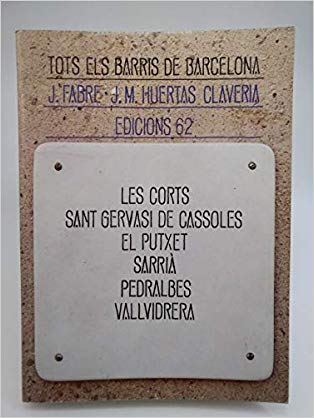 TOTS ELS BARRIS DE BARCELONA
J. FABRE · J. M. HUERTAS CLAVERIA
EDICIONS 62
LES CORTS
SANT GERVASI DE CASSOLES
EL PUTXET
SARRIÀ
PEDRALBES
VALLVIDRERA